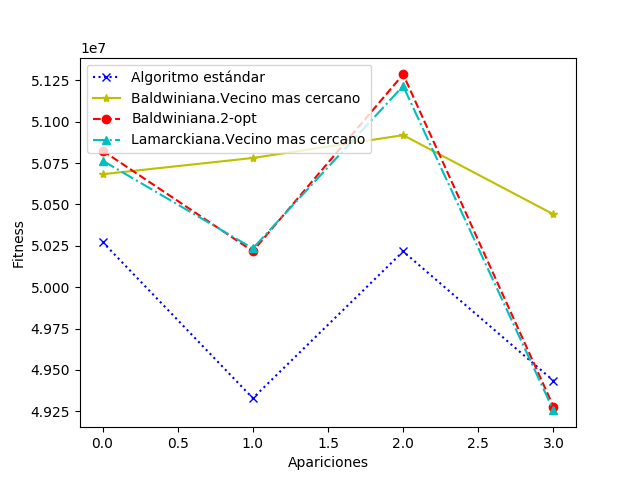 1e7
Algoritmo estándar
Baldwiniana.Vecino mas cercano
Baldwiniana.2-opt
Lamarckiana.Vecino mas cercano
5.125
5.100
5.075
5.050
5.025
5.000
4.975
4.950
4.925
Fitness
0.0 0.5 1.0 1.5 2.0 2.5 3.0
Apariciones